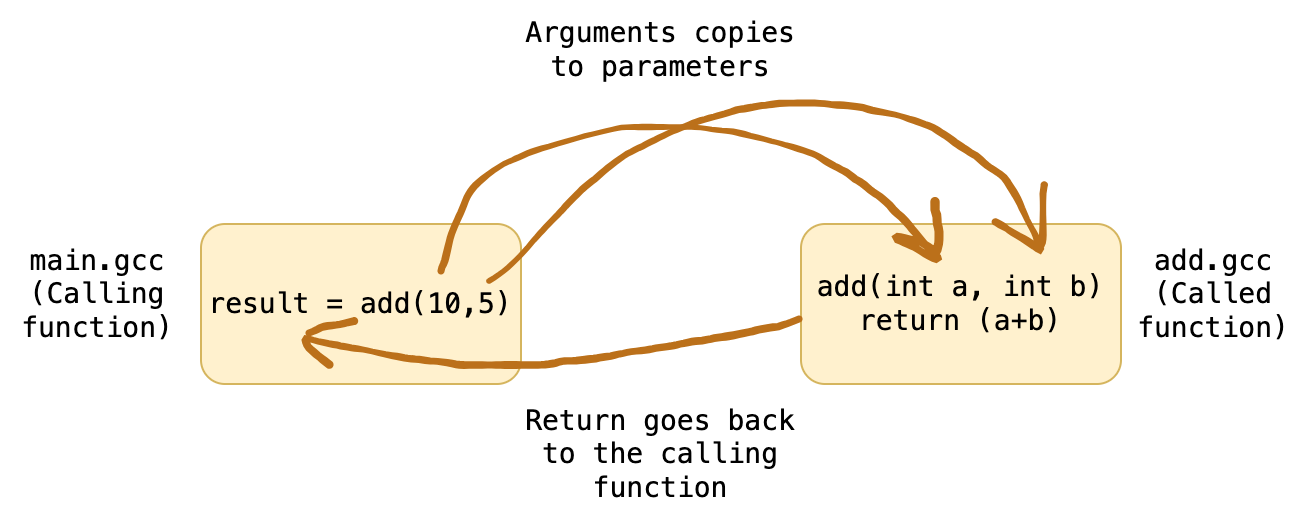 Arguments copies
to parameters
main.gcc
(Calling
function)
result = add(10,5)
add(int a, int b)
return (a+b)
add.gcc
(Called
function)
Return goes back
to the calling
function